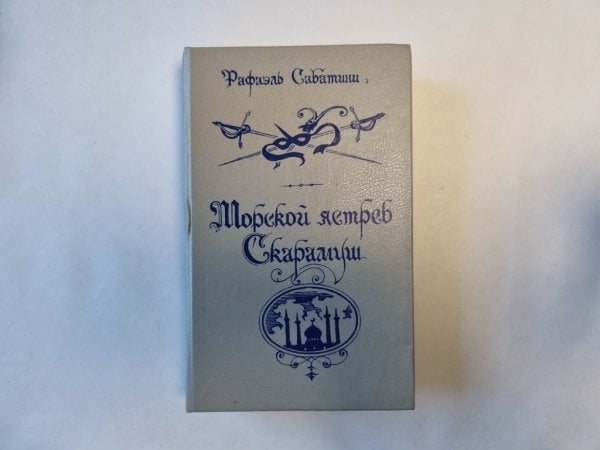 Рафаэль Сабатини
Морской ястреб
Скарамуш